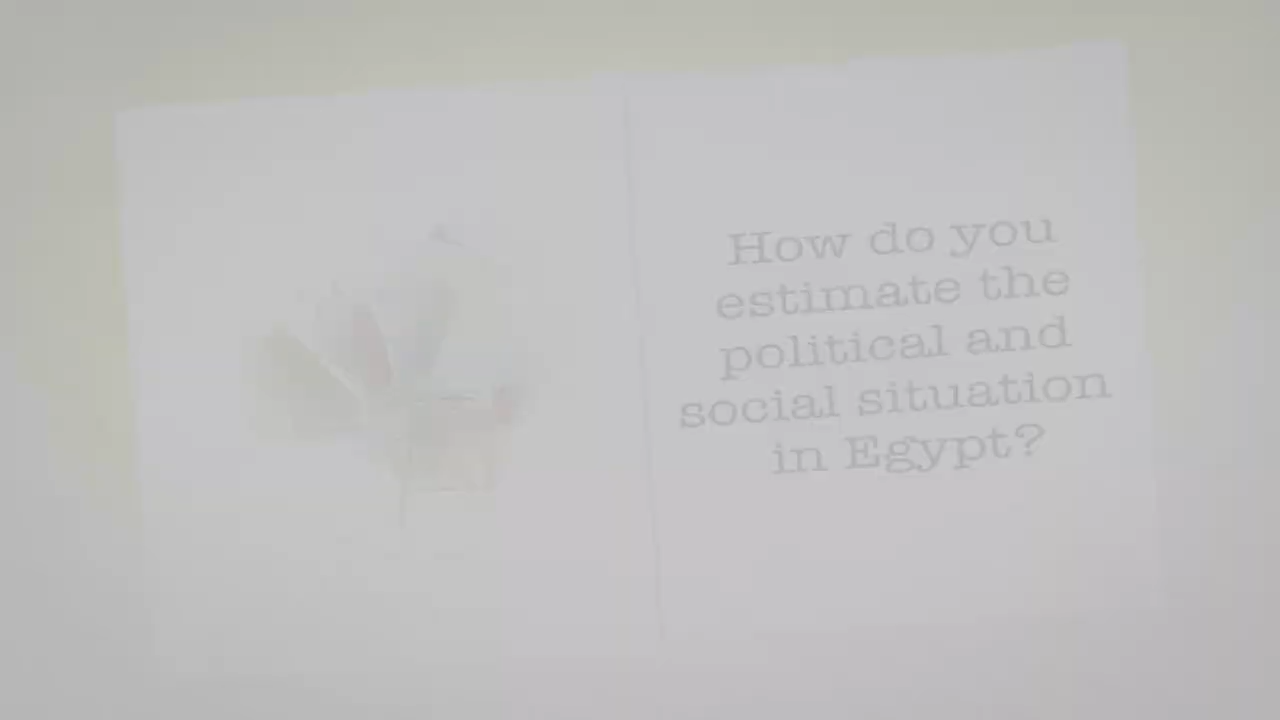 How do you
estimate the
political and
social situation
in Egypt?